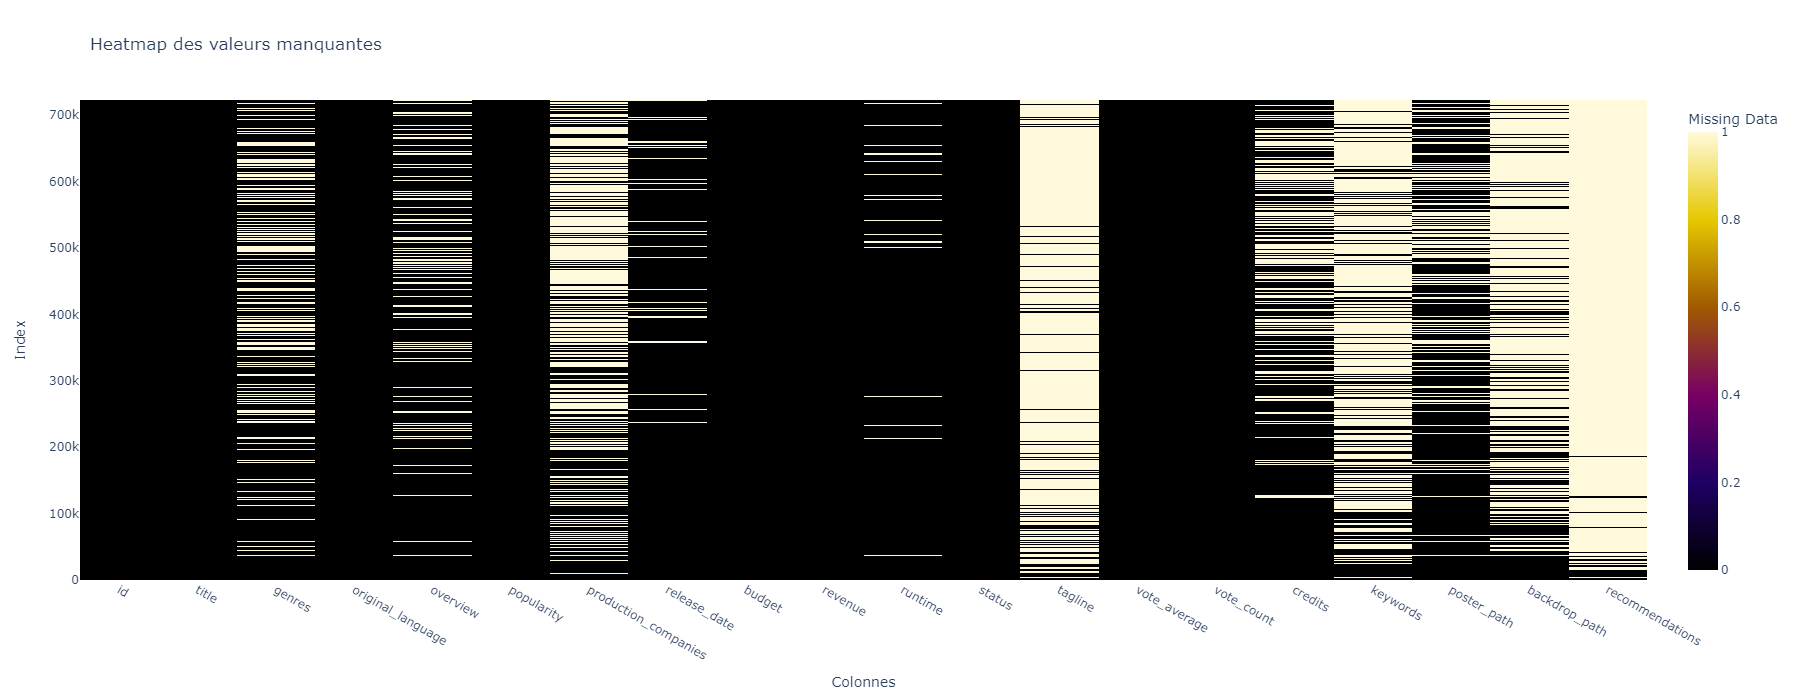 Heatmap des valeurs manquantes
Missing Data
1
0.8
0.6
0.4
0.2
0
Index
700k
600k
500k
400k
300k
200k
100k
0
id
title
genres
original_language
overview
popularity
production_companies
release_date
budget
revenue
runtime
status
tagline
vote_average
vote_count
credits
keywords
poster_path
backdrop_path
recommendations
Colonnes